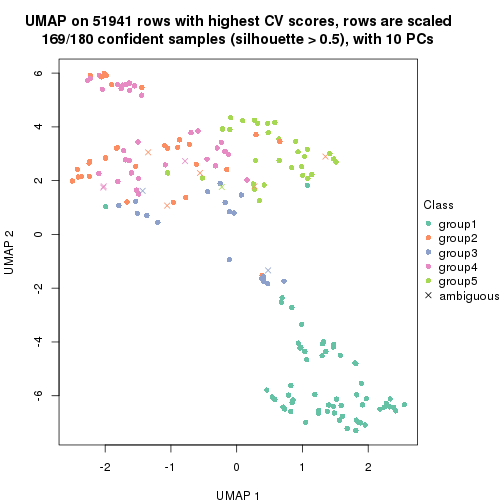 UMAP on 51941 rows with highest CV scores, rows are scaled
169/180 confident samples (silhouette > 0.5), with 10 PCs
6
4
2
0
-2
-4
-6
UMAP 2
-2
-1
0
1
2
UMAP 1
Class
group1
group2
group3
group4
group5
ambiguous